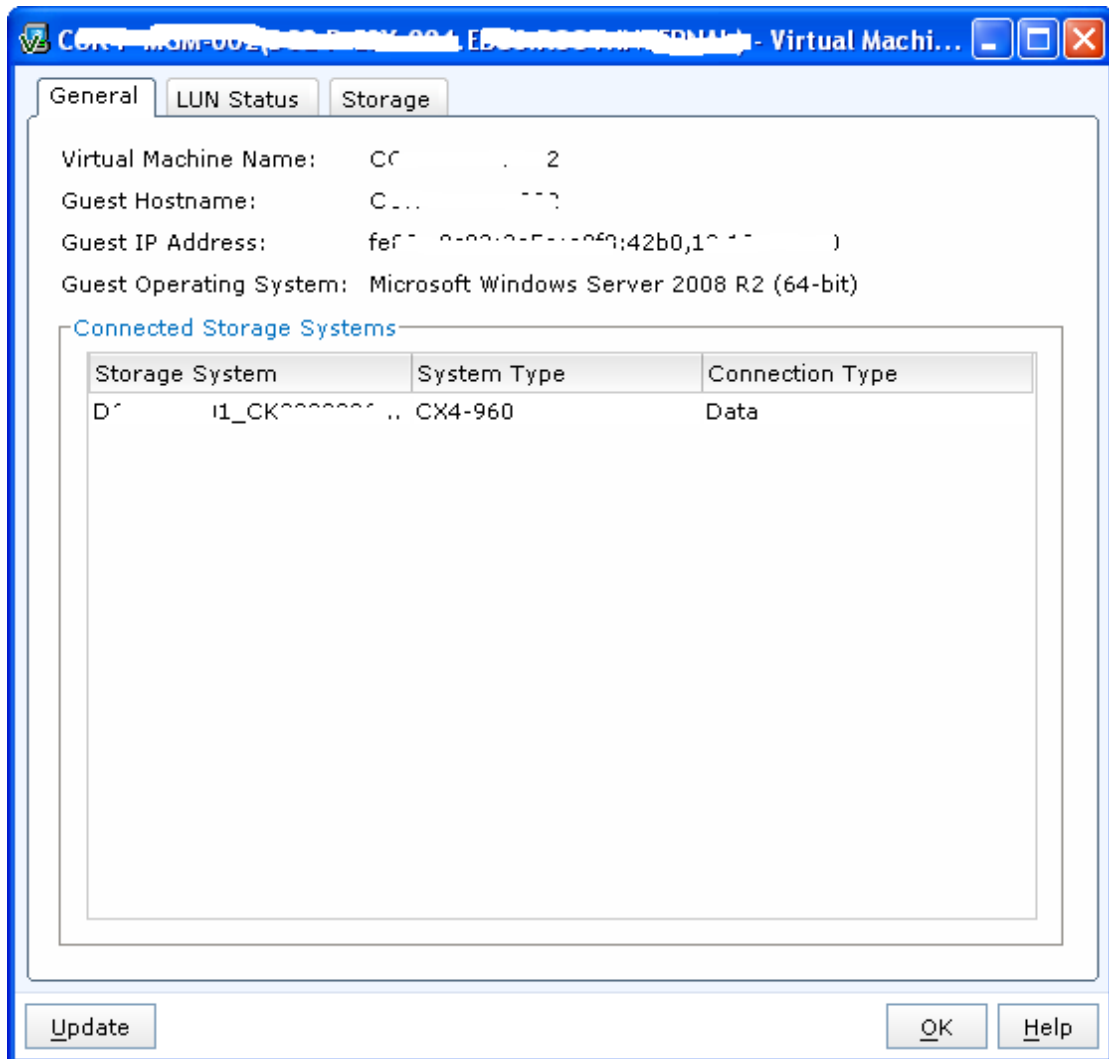 - Virtual Machi...
General LUN Status Storage
Virtual Machine Name:
Guest Hostname:
Guest IP Address:
Guest Operating System: Microsoft Windows Server 2008 R2 (64-bit)
Connected Storage Systems
Storage System System Type Connection Type
CX4-960 Data
Update OK Help